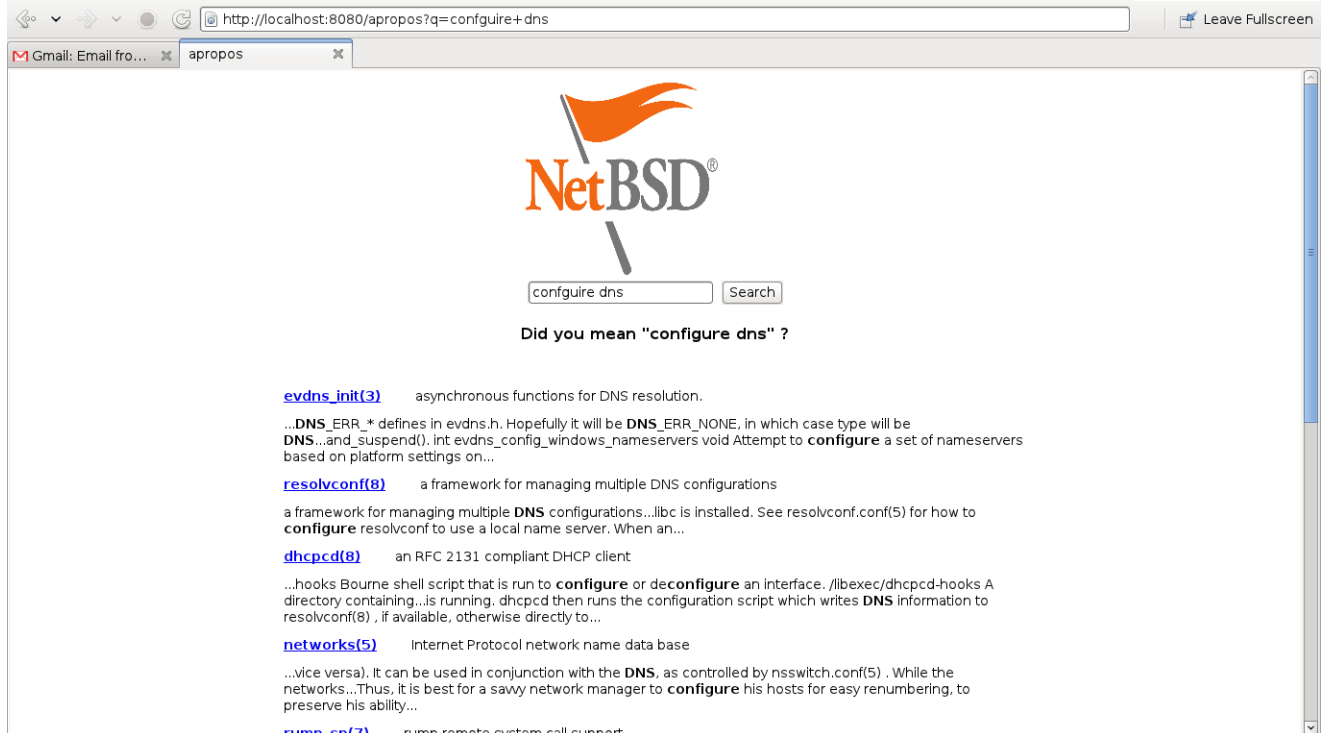 http://localhost:8080/apropos?q=confguire+dns
Leave Fullscreen
Gmail: Email fro...
apropos
NetBSD®
confguire dns
Search
Did you mean "configure dns" ?
evdns_init(3) asynchronous functions for DNS resolution.
...DNS_ERR_* defines in evdns.h. Hopefully it will be DNS_ERR_NONE, in which case type will be
DNS...and_suspend(). int evdns_config_windows_nameservers void Attempt to configure a set of nameservers
based on platform settings on...
resolvconf(8) a framework for managing multiple DNS configurations
a framework for managing multiple DNS configurations...libc is installed. See resolvconf.conf(5) for how to
configure resolvconf to use a local name server. When an...
dhcpcd(8) an RFC 2131 compliant DHCP client
...hooks Bourne shell script that is run to configure or deconfigure an interface. /libexec/dhcpcd-hooks A
directory containing...is running. dhcpcd then runs the configuration script which writes DNS information to
resolvconf(8) , if available, otherwise directly to...
networks(5) Internet Protocol network name data base
...vice versa). It can be used in conjunction with the DNS, as controlled by nsswitch.conf(5) . While the
networks...Thus, it is best for a savvy network manager to configure his hosts for easy renumbering, to
preserve his ability...
rump_sp(7) rump remote system call support